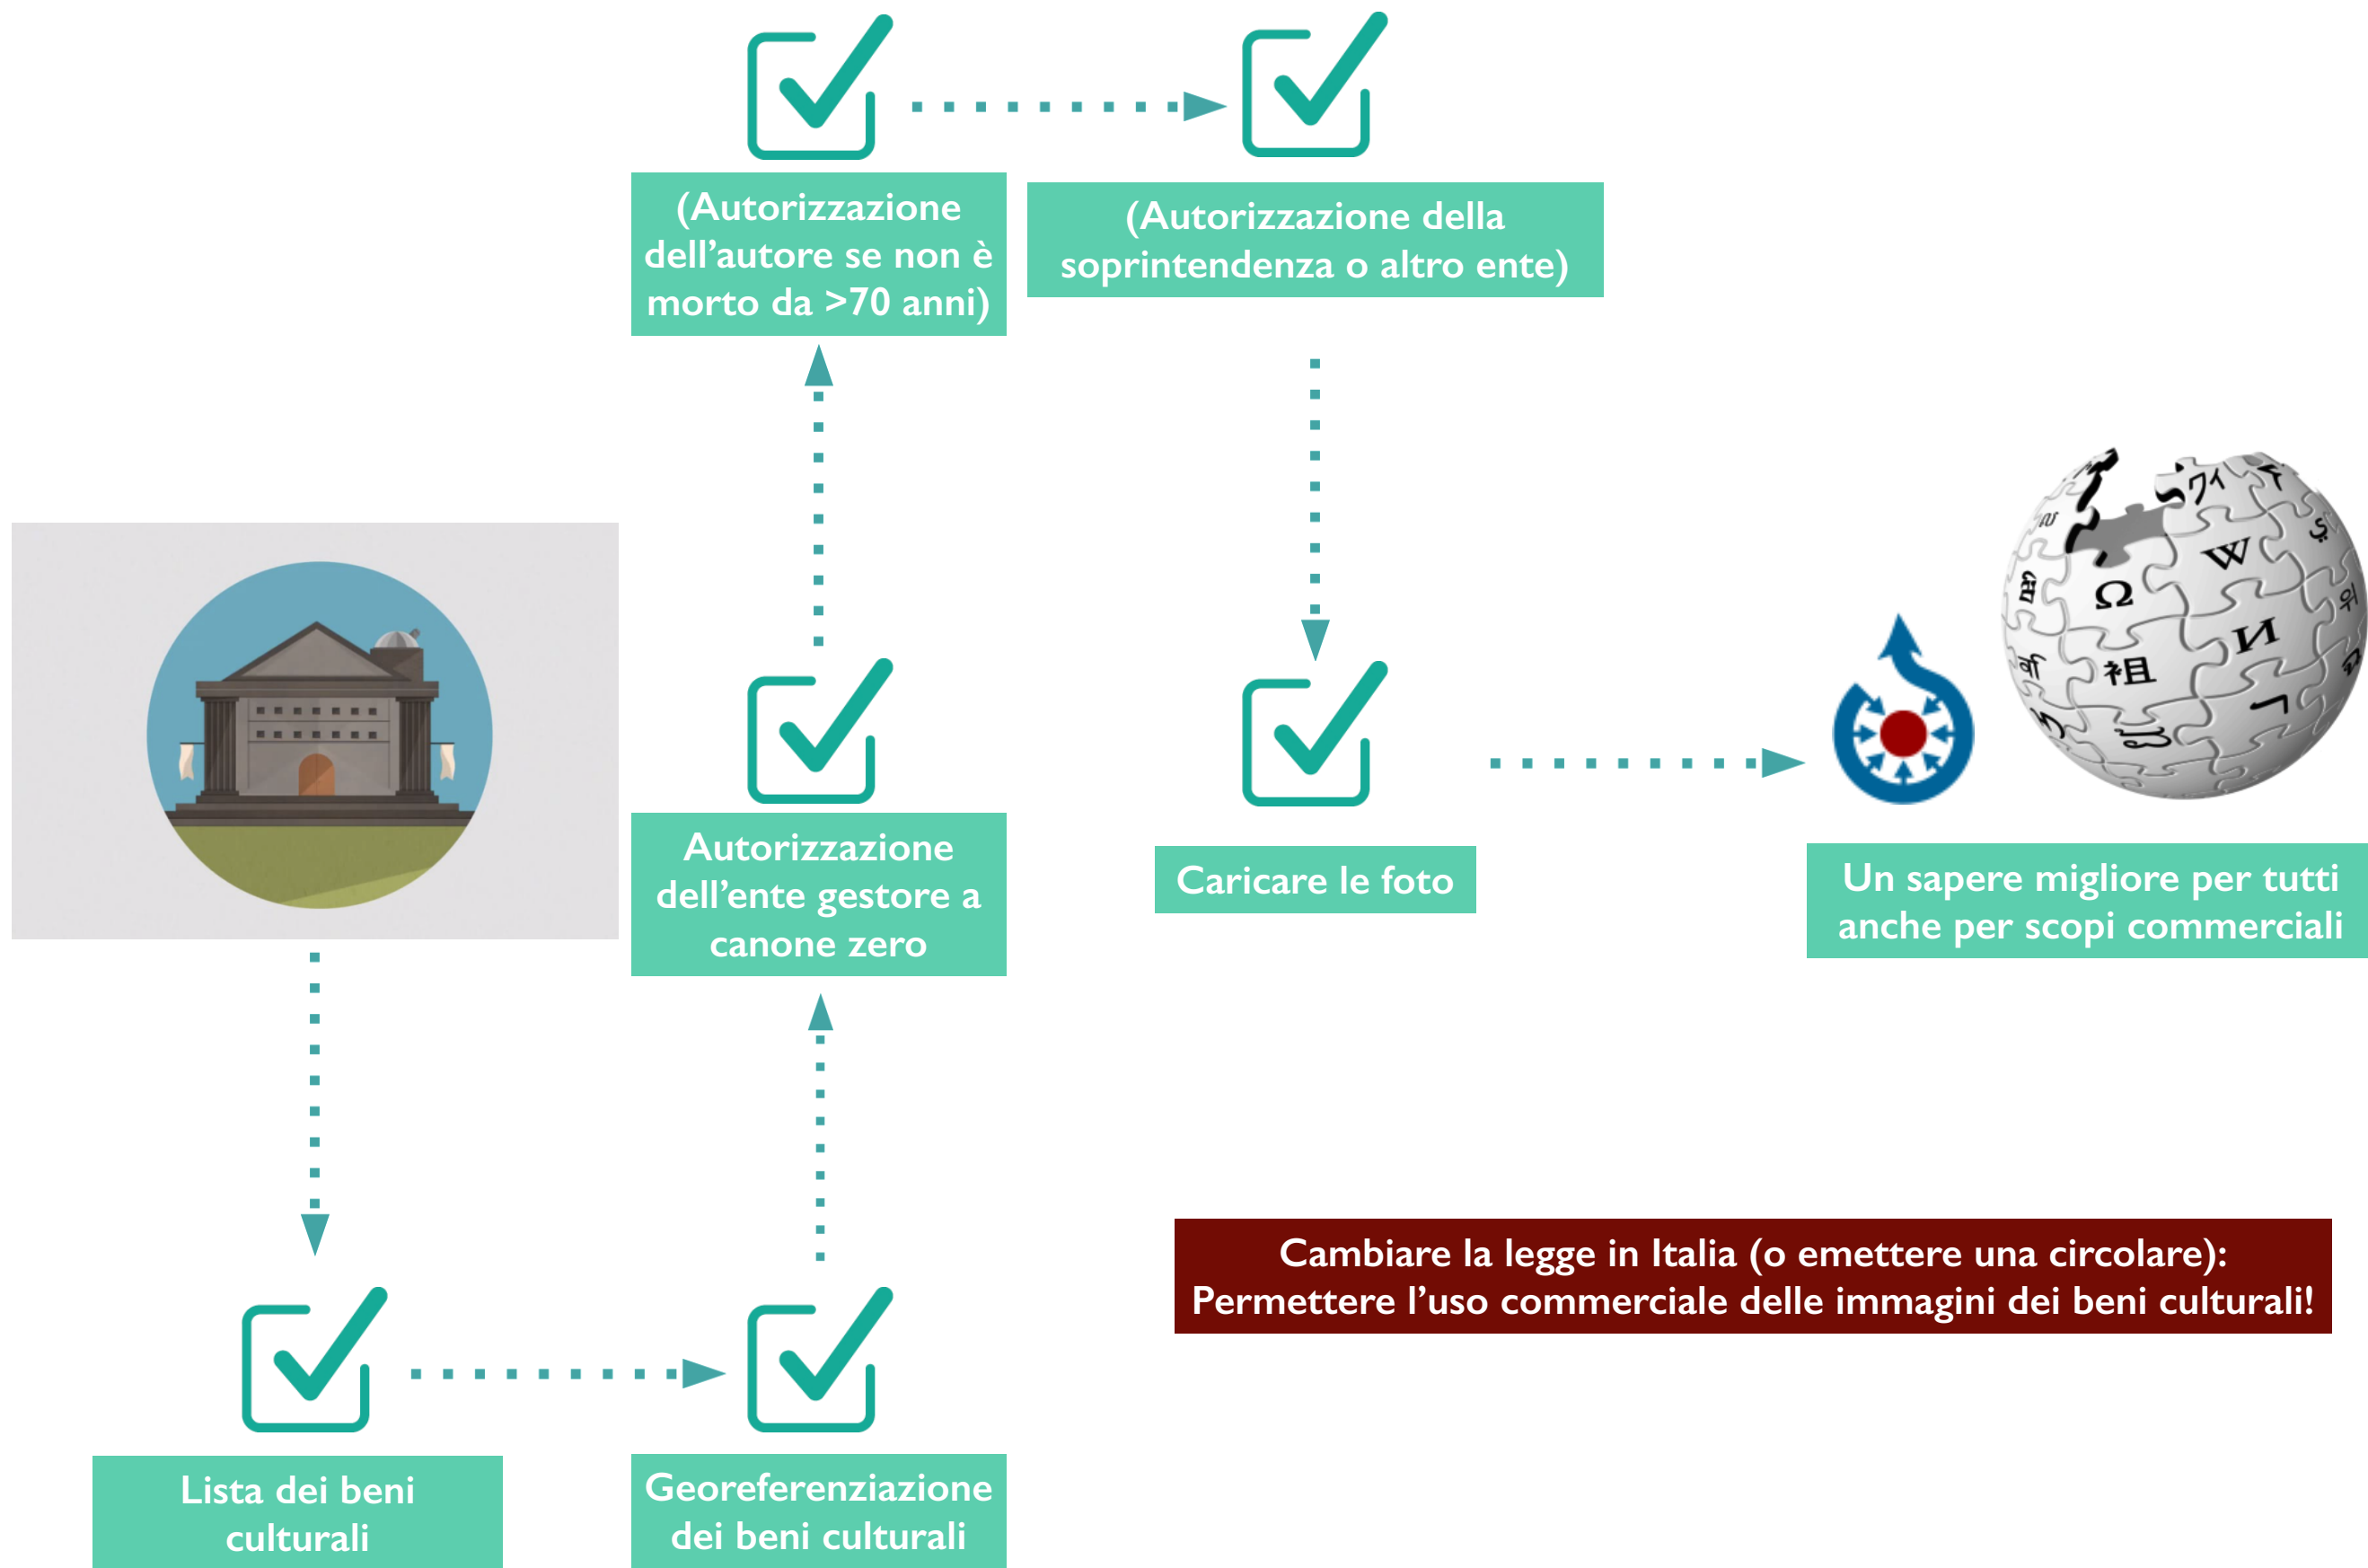 (Autorizzazione
dell’autore se non è
morto da >70 anni)
(Autorizzazione della
soprintendenza o altro ente)
Autorizzazione
dell’ente gestore a
canone zero
Caricare le foto
Ω
W
И
祖
Un sapere migliore per tutti
anche per scopi commerciali
Cambiare la legge in Italia (o emettere una circolare):
Permettere l’uso commerciale delle immagini dei beni culturali!
Lista dei beni
culturali
Georeferenziazione
dei beni culturali